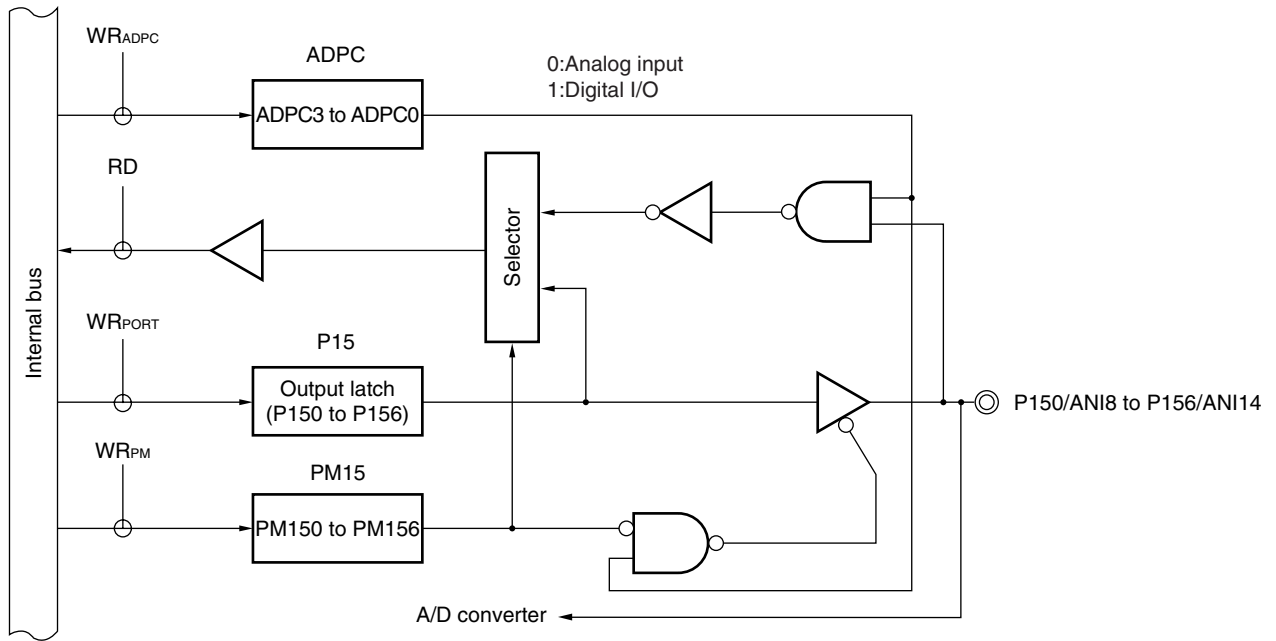 WRADPC
ADPC
0:Analog input
1:Digital I/O
ADPC3 to ADPC0
RD
Selector
Internal bus
WRPORT
P15
Output latch
(P150 to P156)
P150/ANI8 to P156/ANI14
WRPM
PM15
PM150 to PM156
A/D converter